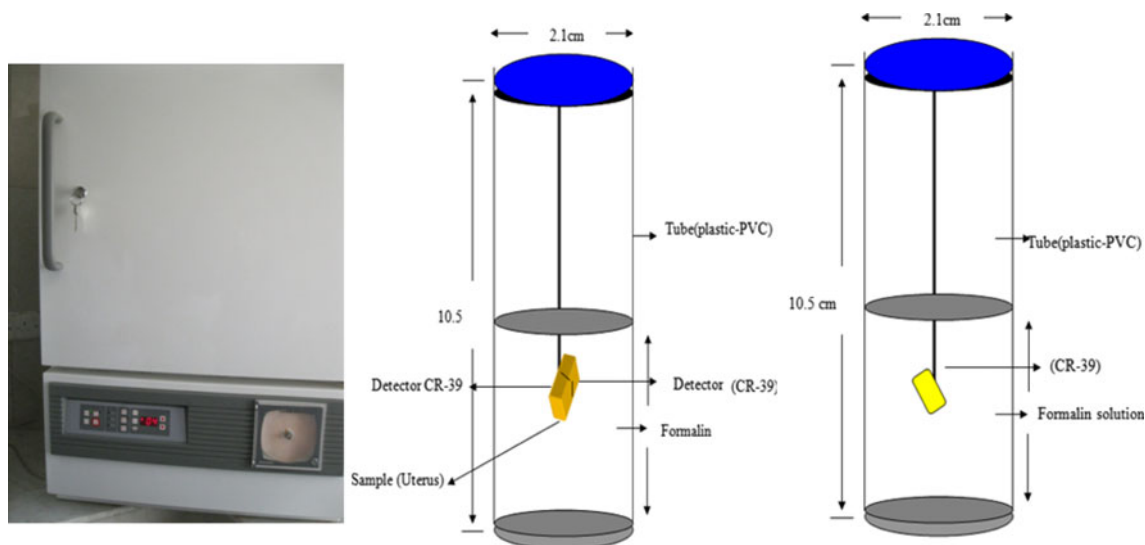 2.1cm
Tube(plastic-PVC)
10.5
Detector CR-39
Detector (CR-39)
Formalin
Sample (Uterus)
2.1cm
Tube(plastic-PVC)
10.5 cm
(CR-39)
Formalin solution